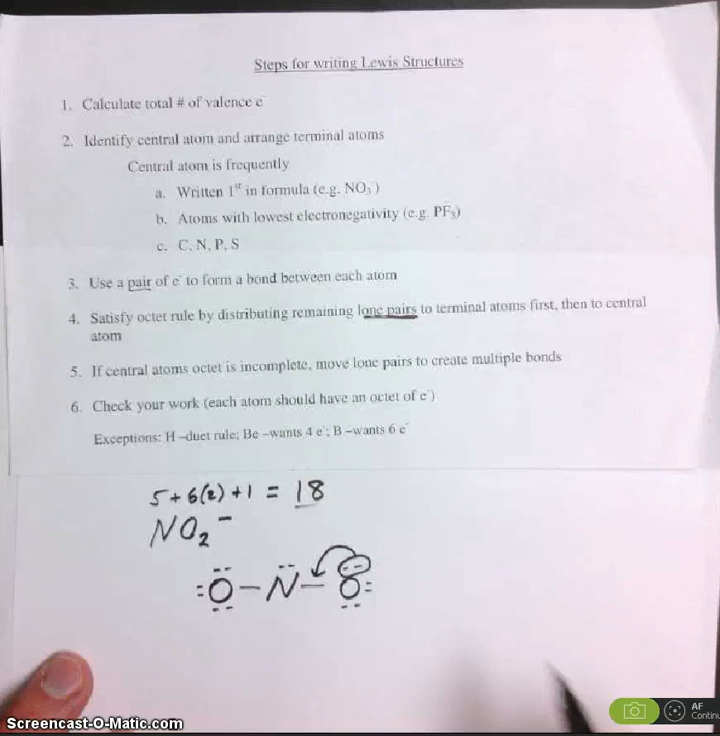 Steps for writing Lewis Structures
1. Calculate total # of valence e⁻
2. Identify central atom and arrange terminal atoms
Central atom is frequently
a. Written 1st in formula (e.g. NO₃⁻)
b. Atoms with lowest electronegativity (e.g. PF₃)
c. C, N, P, S
3. Use a pair of e⁻ to form a bond between each atom
4. Satisfy octet rule by distributing remaining lone pairs to terminal atoms first, then to central
atom
5. If central atoms octet is incomplete, move lone pairs to create multiple bonds
6. Check your work (each atom should have an octet of e⁻)
Exceptions: H –duet rule; Be –wants 4 e⁻; B –wants 6 e⁻
5 + 6(2) + 1 = 18
NO₂⁻
O – N – O
AF
Continu
Screencast-O-Matic.com